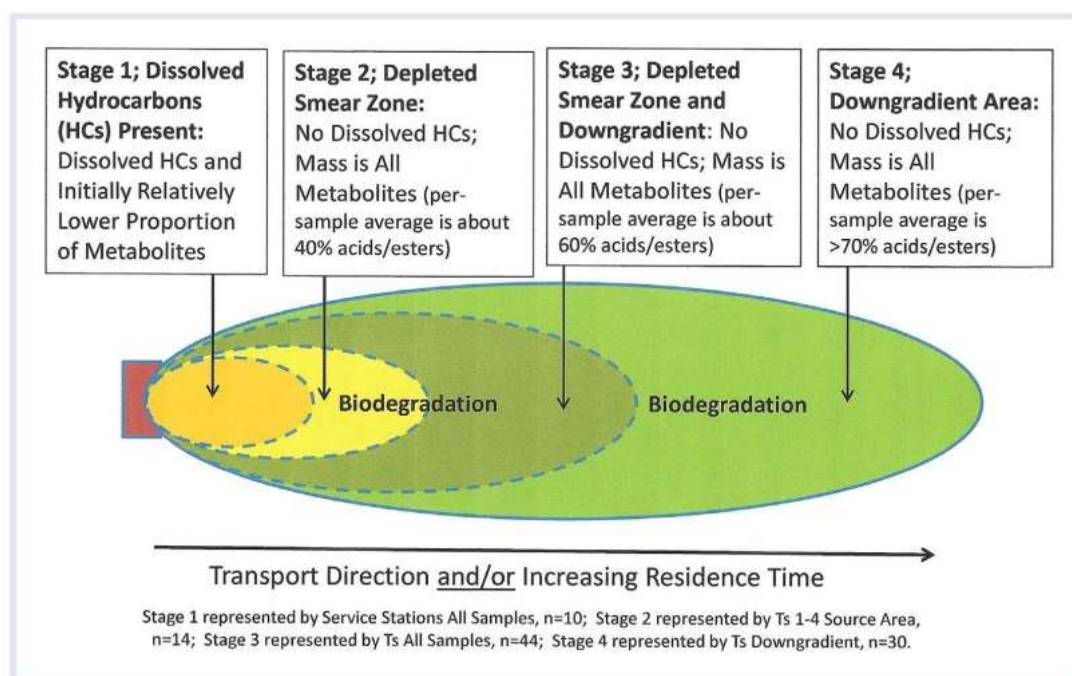 Stage 1; Dissolved
Hydrocarbons
(HCs) Present:
Dissolved HCs and
Initially Relatively
Lower Proportion
of Metabolites
Stage 2; Depleted
Smear Zone:
No Dissolved HCs;
Mass is All
Metabolites (per-
sample average is about
40% acids/esters)
Stage 3; Depleted
Smear Zone and
Downgradient: No
Dissolved HCs; Mass is
All Metabolites (per-
sample average is about
60% acids/esters)
Stage 4;
Downgradient Area:
No Dissolved HCs;
Mass is All
Metabolites (per-
sample average is
>70% acids/esters)
Biodegradation
Biodegradation
Transport Direction and/or Increasing Residence Time
Stage 1 represented by Service Stations All Samples, n=10; Stage 2 represented by Ts 1-4 Source Area,
n=14; Stage 3 represented by Ts All Samples, n=44; Stage 4 represented by Ts Downgradient, n=30.